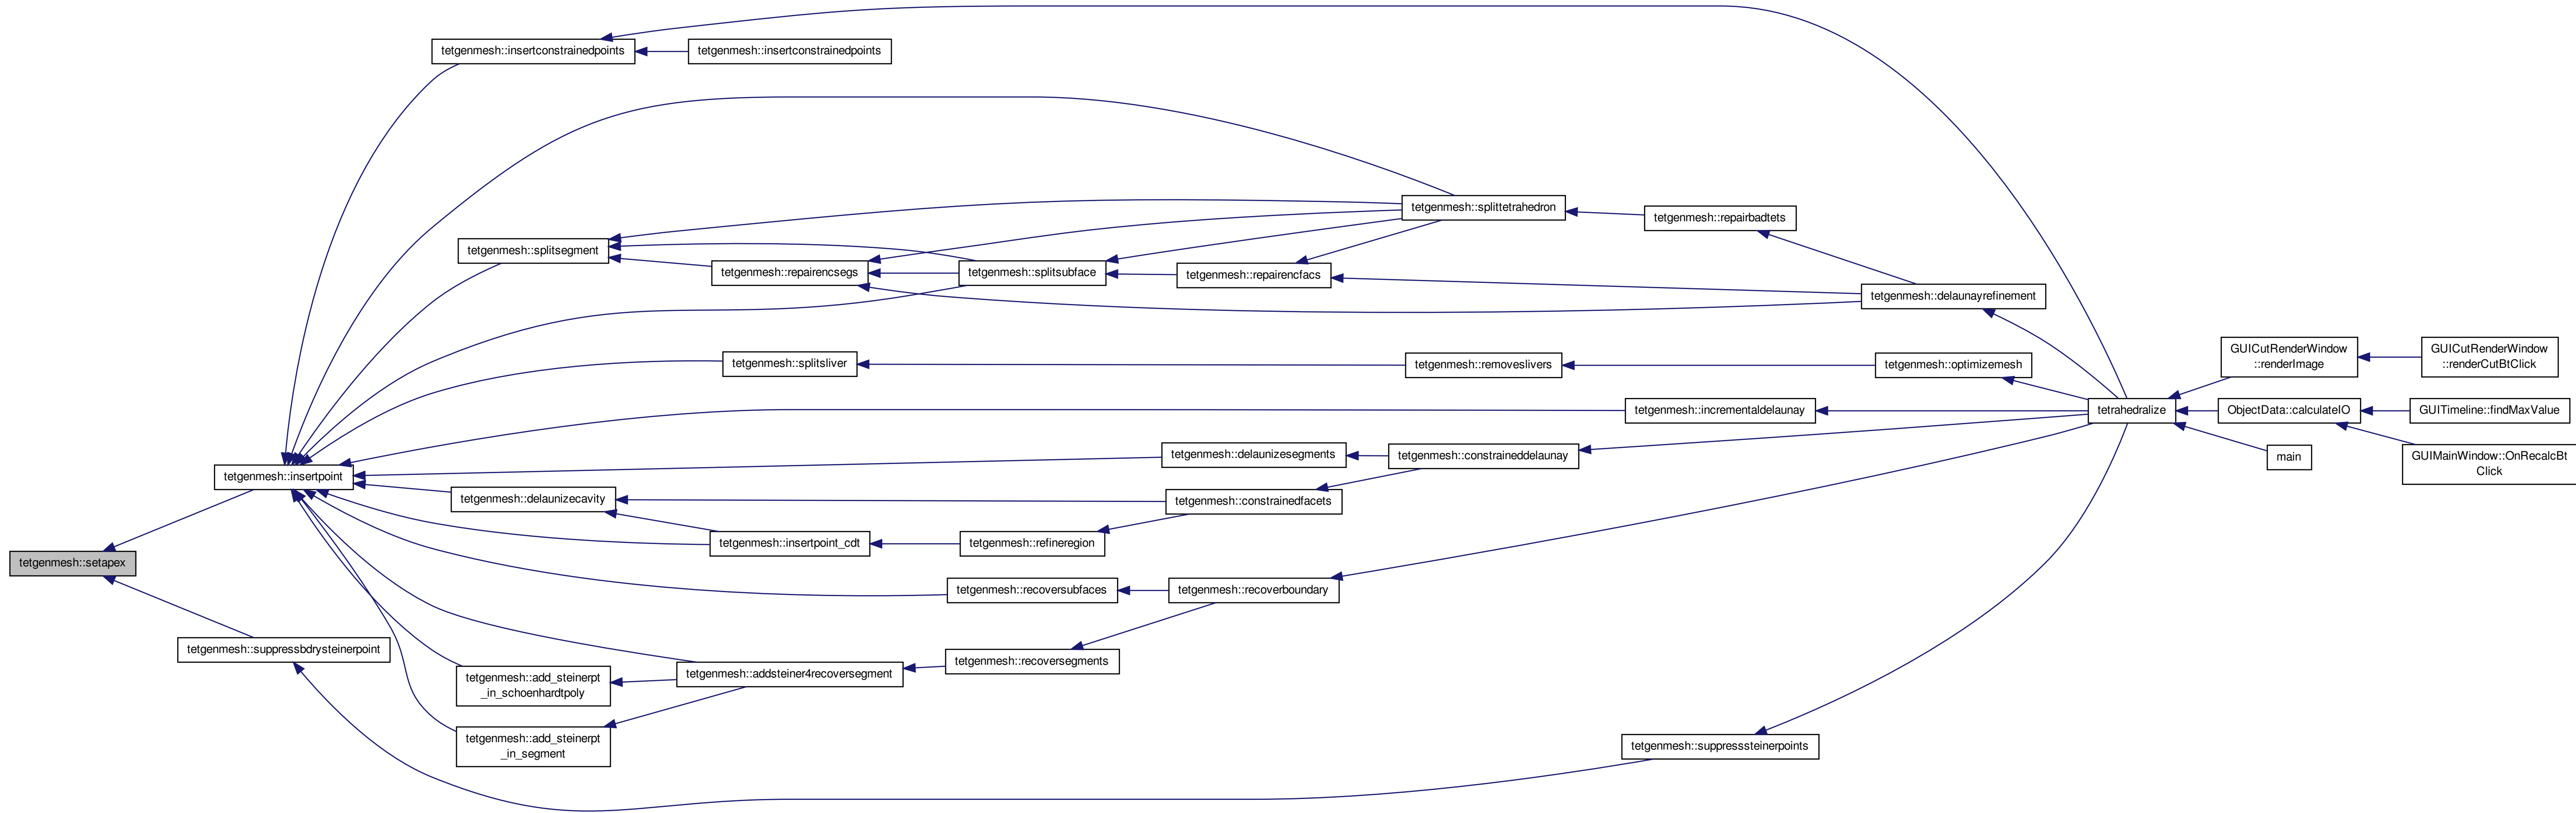 tetgenmesh::insertconstrainedpoints
tetgenmesh::insertconstrainedpoints
tetgenmesh::splittetrahedron
tetgenmesh::repairbadtets
tetgenmesh::splitsegment
tetgenmesh::repairencsegs
tetgenmesh::splitsubface
tetgenmesh::repairencfacs
tetgenmesh::delaunayrefinement
tetgenmesh::splitsliver
tetgenmesh::removeslivers
tetgenmesh::optimizemesh
GUICutRenderWindow
::renderImage
GUICutRenderWindow
::renderCutBtClick
tetgenmesh::incrementaldelaunay
tetrahedralize
ObjectData::calculateIO
GUITimeline::findMaxValue
tetgenmesh::delaunizesegments
tetgenmesh::constraineddelaunay
main
GUIMainWindow::OnRecalcBt
Click
tetgenmesh::insertpoint
tetgenmesh::delaunizecavity
tetgenmesh::constrainedfacets
tetgenmesh::insertpoint_cdt
tetgenmesh::refineregion
tetgenmesh::setapex
tetgenmesh::recoversubfaces
tetgenmesh::recoverboundary
tetgenmesh::suppressbdrysteinerpoint
tetgenmesh::add_steinerpt
_in_schoenhardtpoly
tetgenmesh::addsteiner4recoversegment
tetgenmesh::recoversegments
tetgenmesh::add_steinerpt
_in_segment
tetgenmesh::suppresssteinerpoints